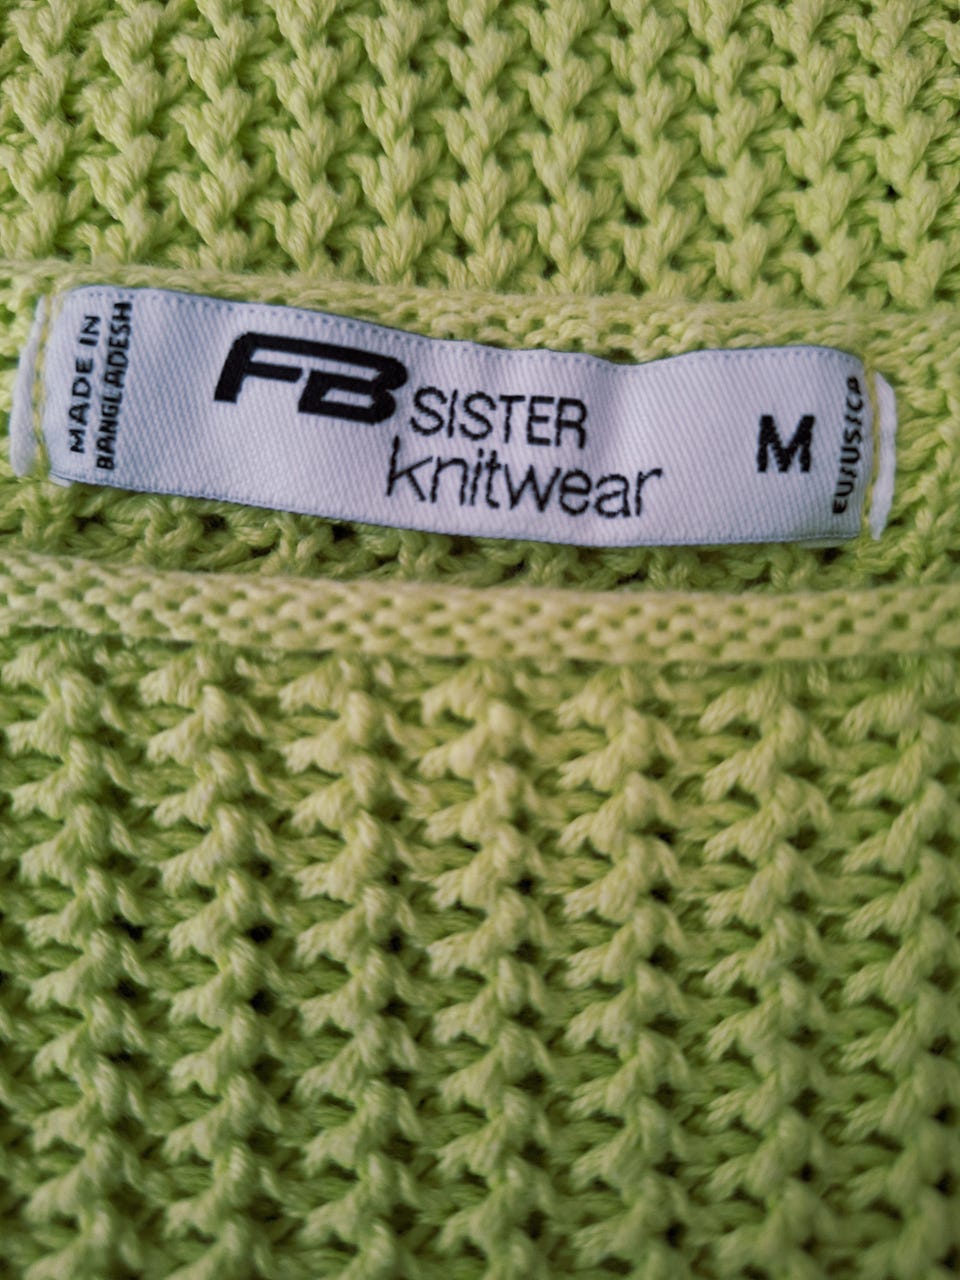 MADE IN
BANGLADESH
FB SISTER
knitwear
M
EU/US/CA